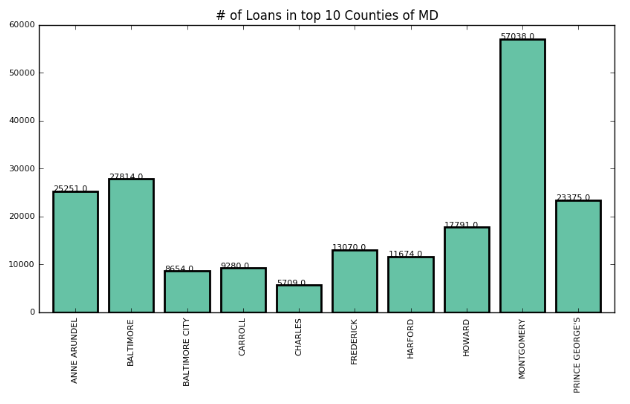 # of Loans in top 10 Counties of MD
60000
50000
40000
30000
20000
10000
0
25251.0
27814.0
8654.0
9280.0
5709.0
13070.0
11674.0
17791.0
57038.0
23375.0
ANNE ARUNDEL
BALTIMORE
BALTIMORE CITY
CARROLL
CHARLES
FREDERICK
HARFORD
HOWARD
MONTGOMERY
PRINCE GEORGE'S